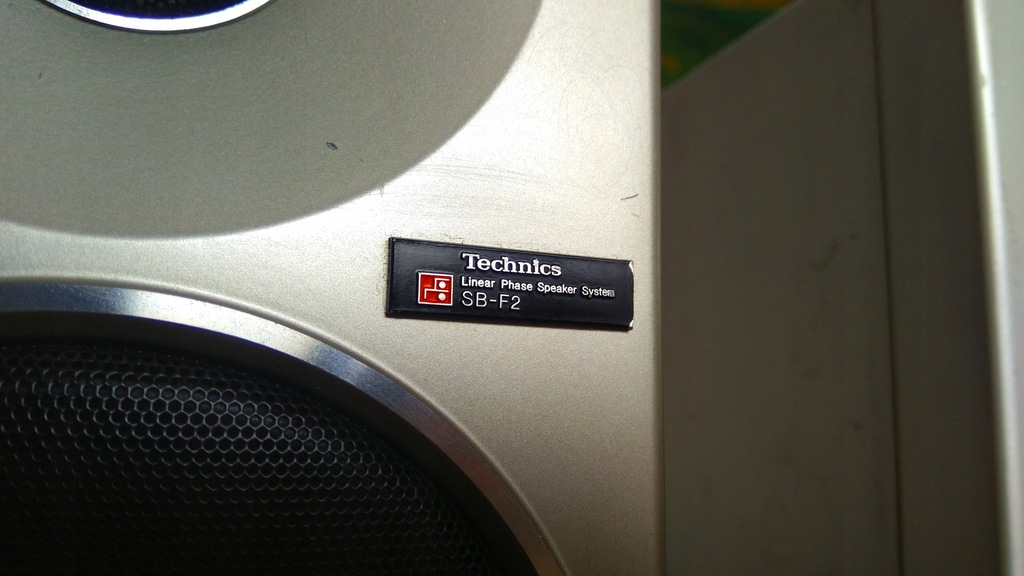 Technics
Linear Phase Speaker System
SB-F2